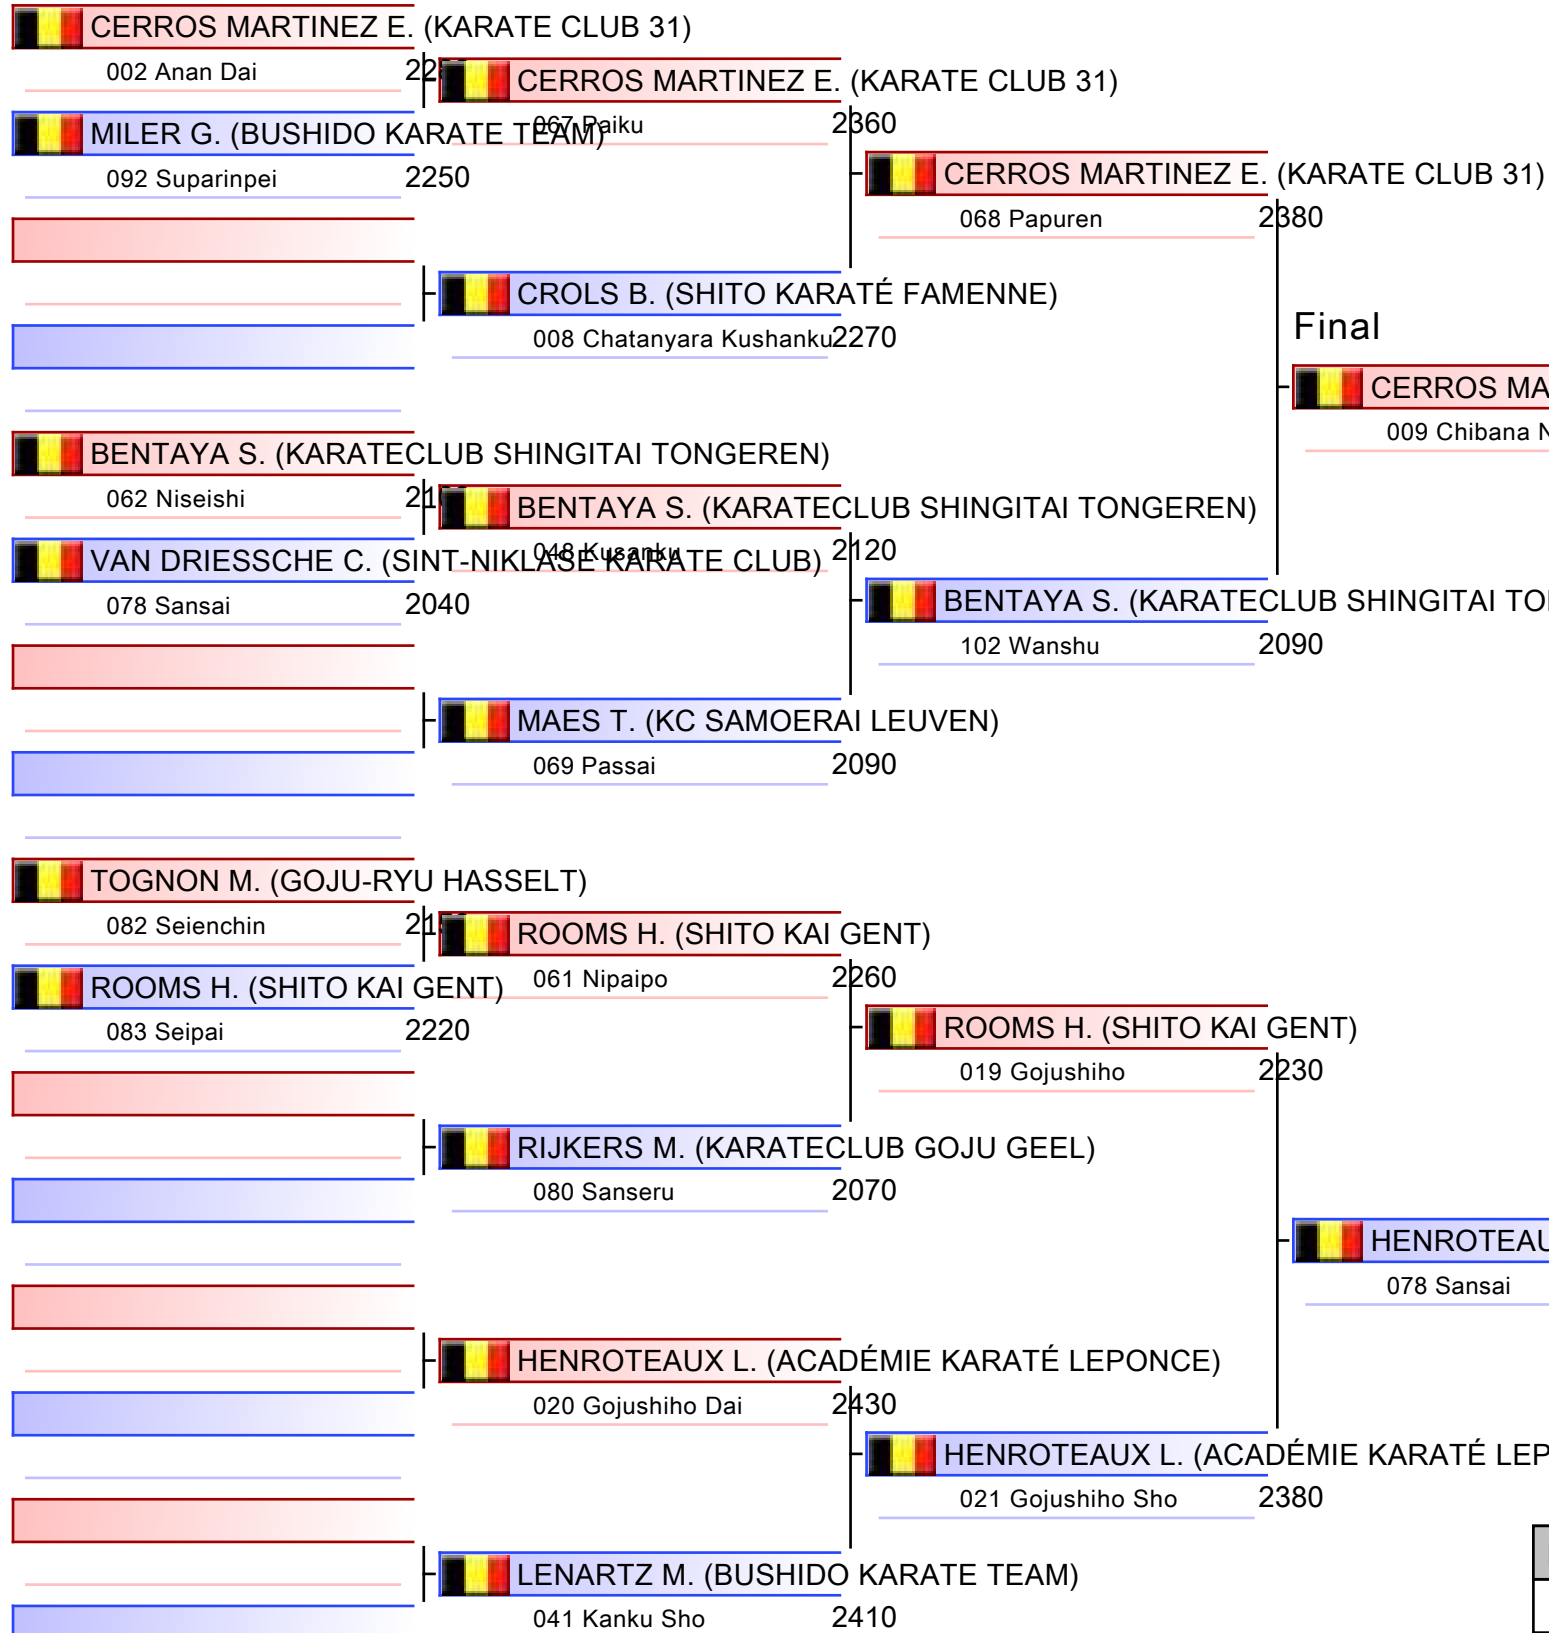 CERROS MARTINEZ E. (KARATE CLUB 31)
002 Anan Dai
MILER G. (BUSHIDO KARATE TEAM)
092 Suparinpei 2250
BENTAYA S. (KARATECLUB SHINGITAI TONGEREN)
062 Niseishi
VAN DRIESSCHE C. (SINT-NIKLASE KARATE CLUB)
078 Sansai 2040
TOGNON M. (GOJU-RYU HASSELT)
082 Seienchin
ROOMS H. (SHITO KAI GENT)
083 Seipai 2220
CERROS MARTINEZ E. (KARATE CLUB 31)
067 Paiku 2360
CROLS B. (SHITO KARATÉ FAMENNE)
008 Chatanyara Kushanku 2270
BENTAYA S. (KARATECLUB SHINGITAI TONGEREN)
048 Kusanku 2120
MAES T. (KC SAMOERAI LEUVEN)
069 Passai 2090
ROOMS H. (SHITO KAI GENT)
061 Nipaipo 2260
RIJKERS M. (KARATECLUB GOJU GEEL)
080 Sanseru 2070
HENROTEAUX L. (ACADÉMIE KARATÉ LEPONCE)
020 Gojushiho Dai 2430
LENARTZ M. (BUSHIDO KARATE TEAM)
041 Kanku Sho 2410
CERROS MARTINEZ E. (KARATE CLUB 31)
068 Papuren 2380
BENTAYA S. (KARATECLUB SHINGITAI
102 Wanshu 2090
ROOMS H. (SHITO KAI GENT)
019 Gojushiho 2230
HENROTEAUX L. (ACADÉMIE KARATÉ
021 Gojushiho Sho 2380
Final
CERROS
009 Chibana
078 Sansai